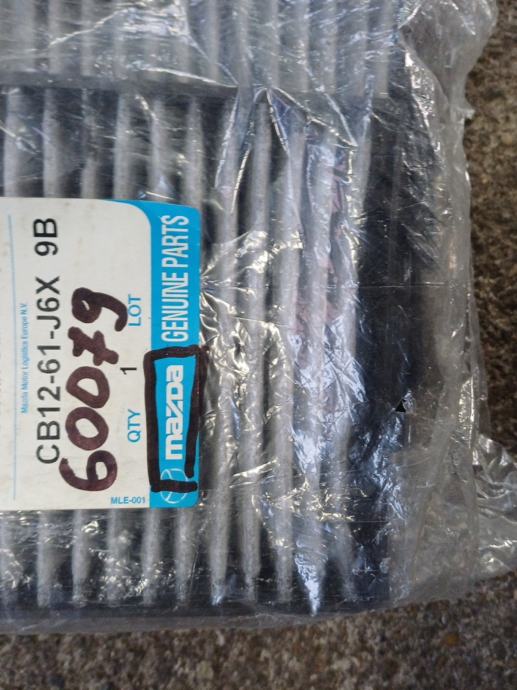 Mazda Motor Logistics Europe N.V.
CB12-61-J6X 9B
60079
QTY 1 LOT
mazda GENUINE PARTS
MLE-001